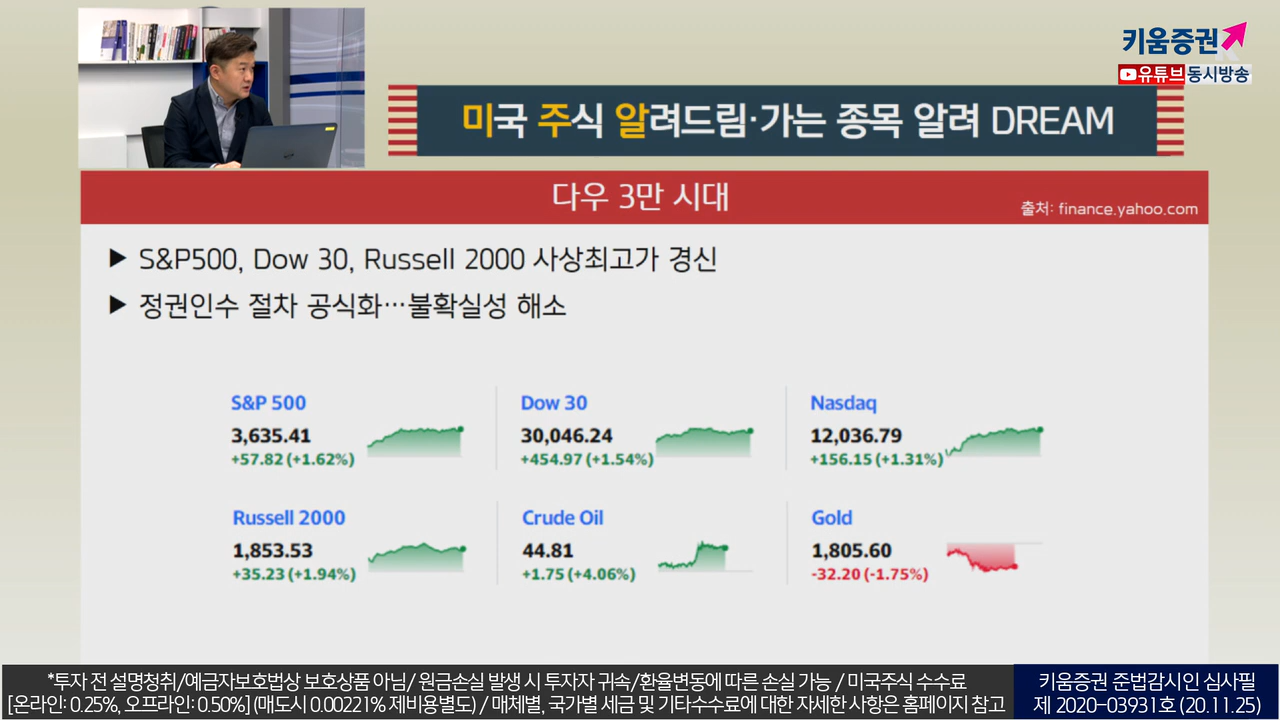 키움증권
유튜브 동시방송
미국 주식 알려드림·가는 종목 알려 DREAM
다우 3만 시대
출처: finance.yahoo.com
▶ S&P500, Dow 30, Russell 2000 사상최고가 경신
▶ 정권인수 절차 공식화…불확실성 해소
S&P 500
3,635.41
+57.82 (+1.62%)
Dow 30
30,046.24
+454.97 (+1.54%)
Nasdaq
12,036.79
+156.15 (+1.31%)
Russell 2000
1,853.53
+35.23 (+1.94%)
Crude Oil
44.81
+1.75 (+4.06%)
Gold
1,805.60
-32.20 (-1.75%)
*투자 전 설명청취/예금자보호법상 보호상품 아님/ 원금손실 발생 시 투자자 귀속/환율변동에 따른 손실 가능 / 미국주식 수수료
[온라인: 0.25%, 오프라인: 0.50%] (매도시 0.00221% 제비용별도) / 매체별, 국가별 세금 및 기타수수료에 대한 자세한 사항은 홈페이지 참고
키움증권 준법감시인 심사필
제 2020-03931호 (20.11.25)